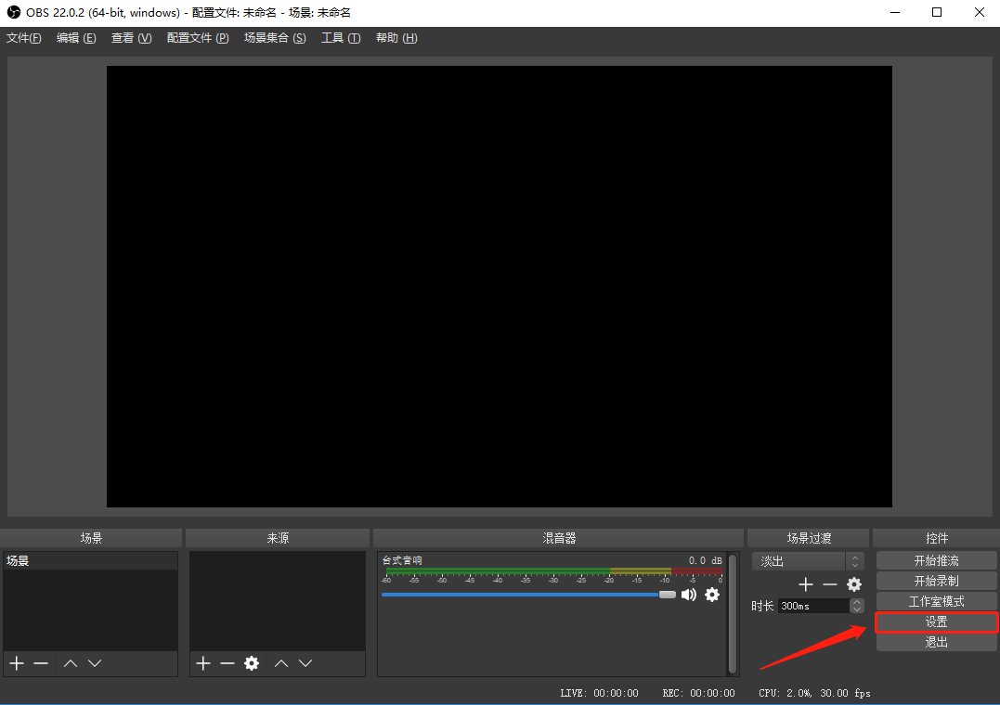 OBS 22.0.2 (64-bit, windows) - 配置文件: 未命名 - 场景: 未命名
文件(F) 编辑 (E) 查看 (V) 配置文件 (P) 场景集合 (S) 工具 (T) 帮助 (H)
场景 来源 混音器 场景过渡 控件
场景
台式音响 0.0 dB
-60 -55 -50 -45 -40 -35 -30 -25 -20 -15 -10 -5 0
淡出
时长 300ms
开始推流
开始录制
工作室模式
设置
退出
LIVE: 00:00:00 REC: 00:00:00 CPU: 2.0%, 30.00 fps